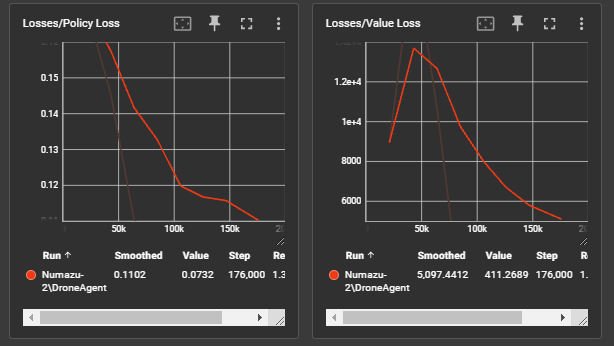 Losses/Policy Loss
0.15
0.14
0.13
0.12
50k
100k
150k
Run ↑ Smoothed Value Step Re
Numazu-2\DroneAgent 0.1102 0.0732 176,000 1.3
Losses/Value Loss
1.2e+4
1e+4
8000
6000
50k
100k
150k
Run ↑ Smoothed Value Step R
Numazu-2\DroneAgent 5,097.4412 411.2689 176,000 1.